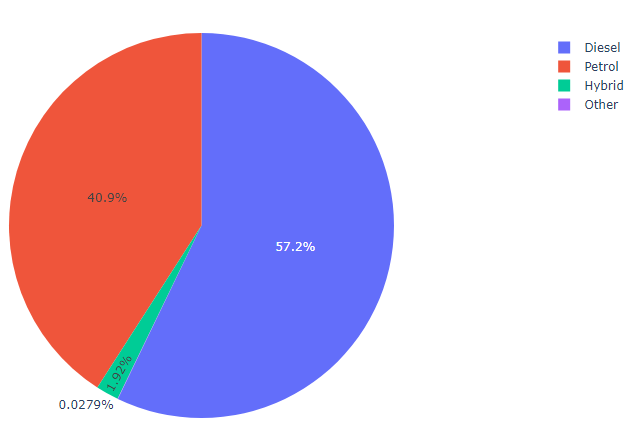 Diesel
Petrol
Hybrid
Other
40.9%
57.2%
1.92%
0.0279%